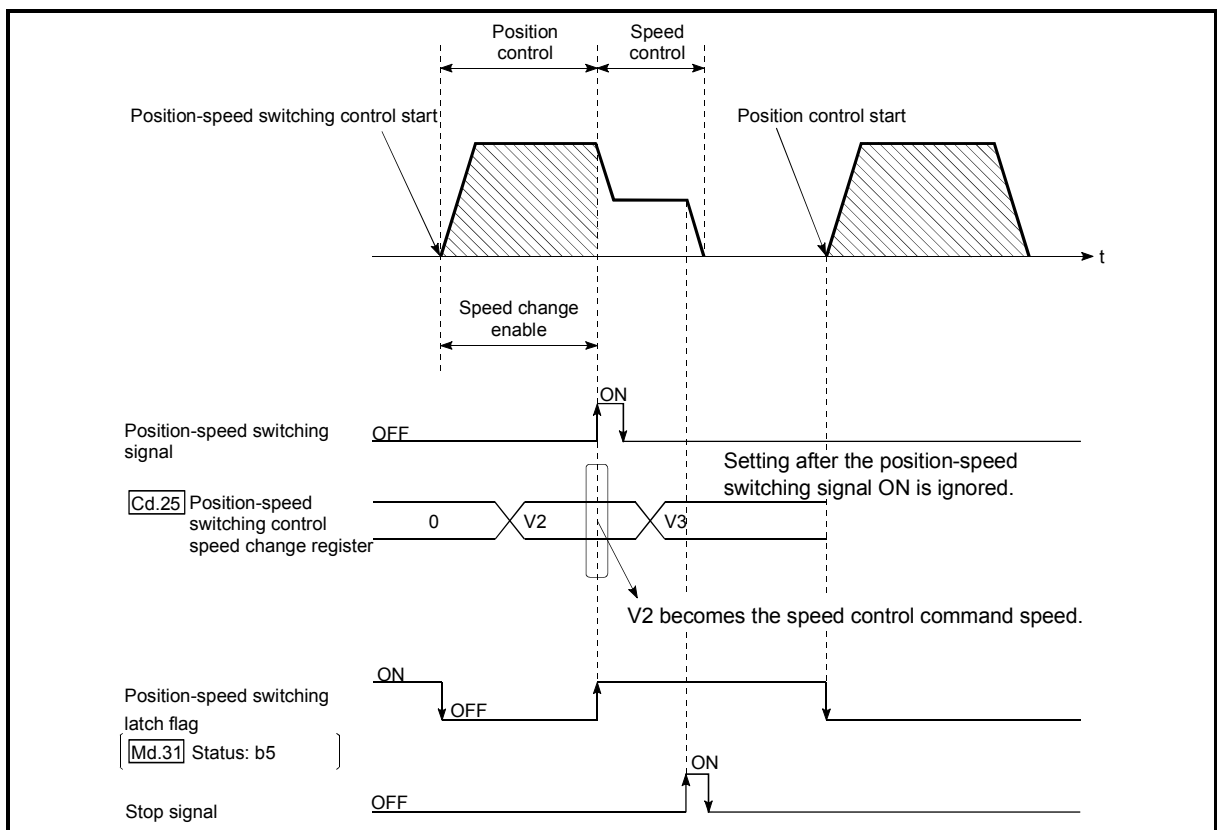 Position
control
Speed
control
Position-speed switching control start
Position control start
t
Speed change
enable
ON
Position-speed switching
signal
OFF
Setting after the position-speed
switching signal ON is ignored.
Cd.25 Position-speed
switching control
speed change register
0
V2
V3
V2 becomes the speed control command speed.
ON
Position-speed switching
latch flag
OFF
Md.31 Status: b5
ON
Stop signal
OFF